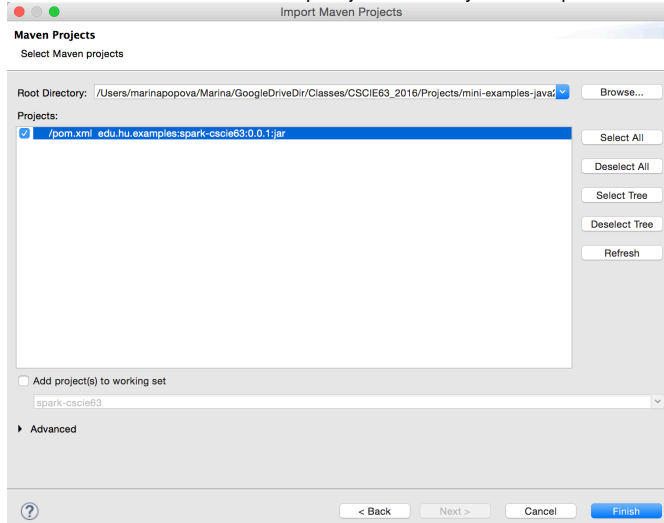 Import Maven Projects
Maven Projects
Select Maven projects
Root Directory: /Users/marinapopova/Marina/GoogleDriveDir/Classes/CSCIE63_2016/Projects/mini-examples-java Browse...
Projects:
/pom.xml edu.hu.examples:spark-cscie63:0.0.1:jar
Select All
Deselect All
Select Tree
Deselect Tree
Refresh
Add project(s) to working set
spark-cscie63
Advanced
? < Back Next > Cancel Finish